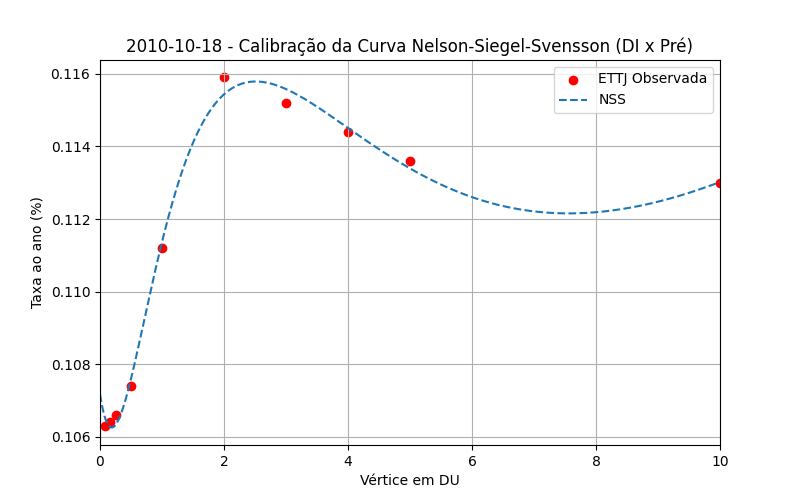 2010-10-18 - Calibração da Curva Nelson-Siegel-Svensson (DI x Pré)
ETTJ Observada
NSS
Taxa ao ano (%)
0.116
0.114
0.112
0.110
0.108
0.106
0 2 4 6 8 10
Vértice em DU